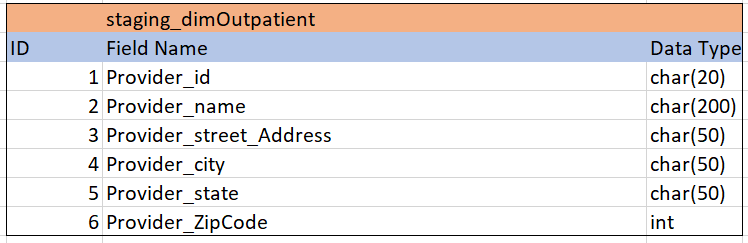 staging_dimOutpatient
ID Field Name Data Type
1 Provider_id char(20)
2 Provider_name char(200)
3 Provider_street_Address char(50)
4 Provider_city char(50)
5 Provider_state char(50)
6 Provider_ZipCode int